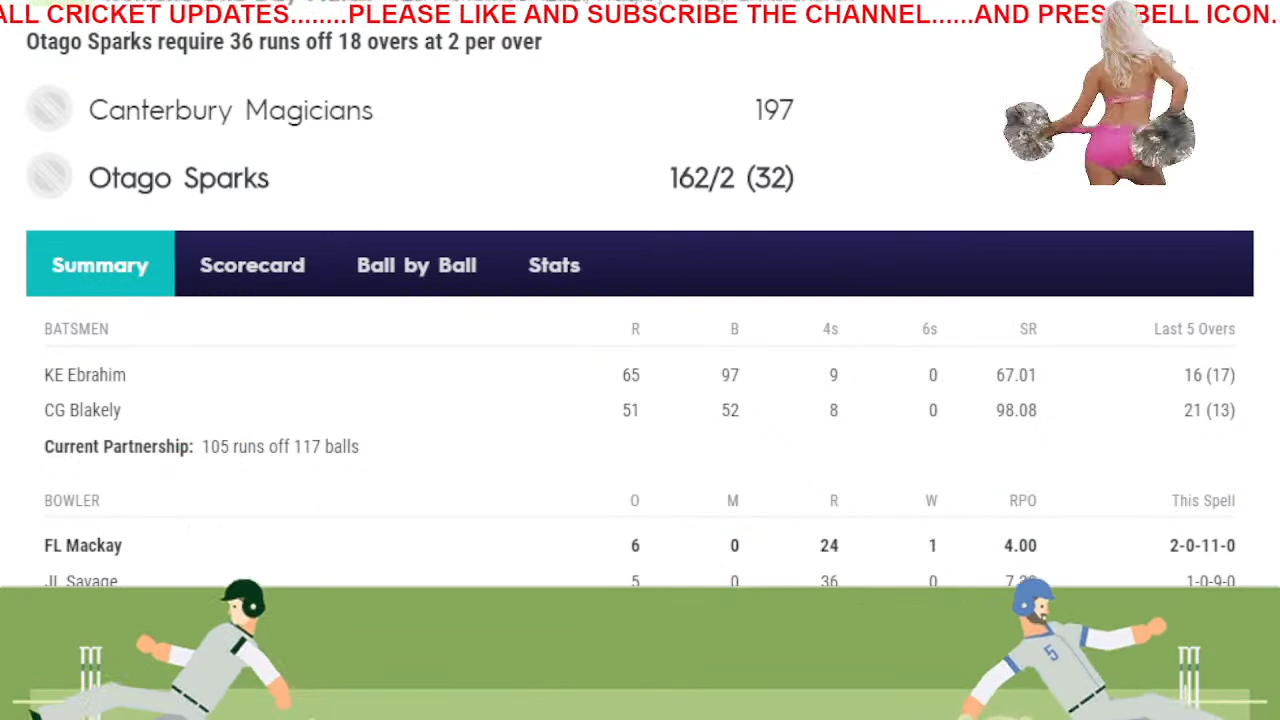 ALL CRICKET UPDATES........PLEASE LIKE AND SUBSCRIBE THE CHANNEL......AND PRESS BELL ICON.
Otago Sparks require 36 runs off 18 overs at 2 per over
Canterbury Magicians 197
Otago Sparks 162/2 (32)
Summary Scorecard Ball by Ball Stats
BATSMEN R B 4s 6s SR Last 5 Overs
KE Ebrahim 65 97 9 0 67.01 16 (17)
CG Blakely 51 52 8 0 98.08 21 (13)
Current Partnership: 105 runs off 117 balls
BOWLER O M R W RPO This Spell
FL Mackay 6 0 24 1 4.00 2-0-11-0
JL Savage 5 0 36 0 1-0-9-0
5